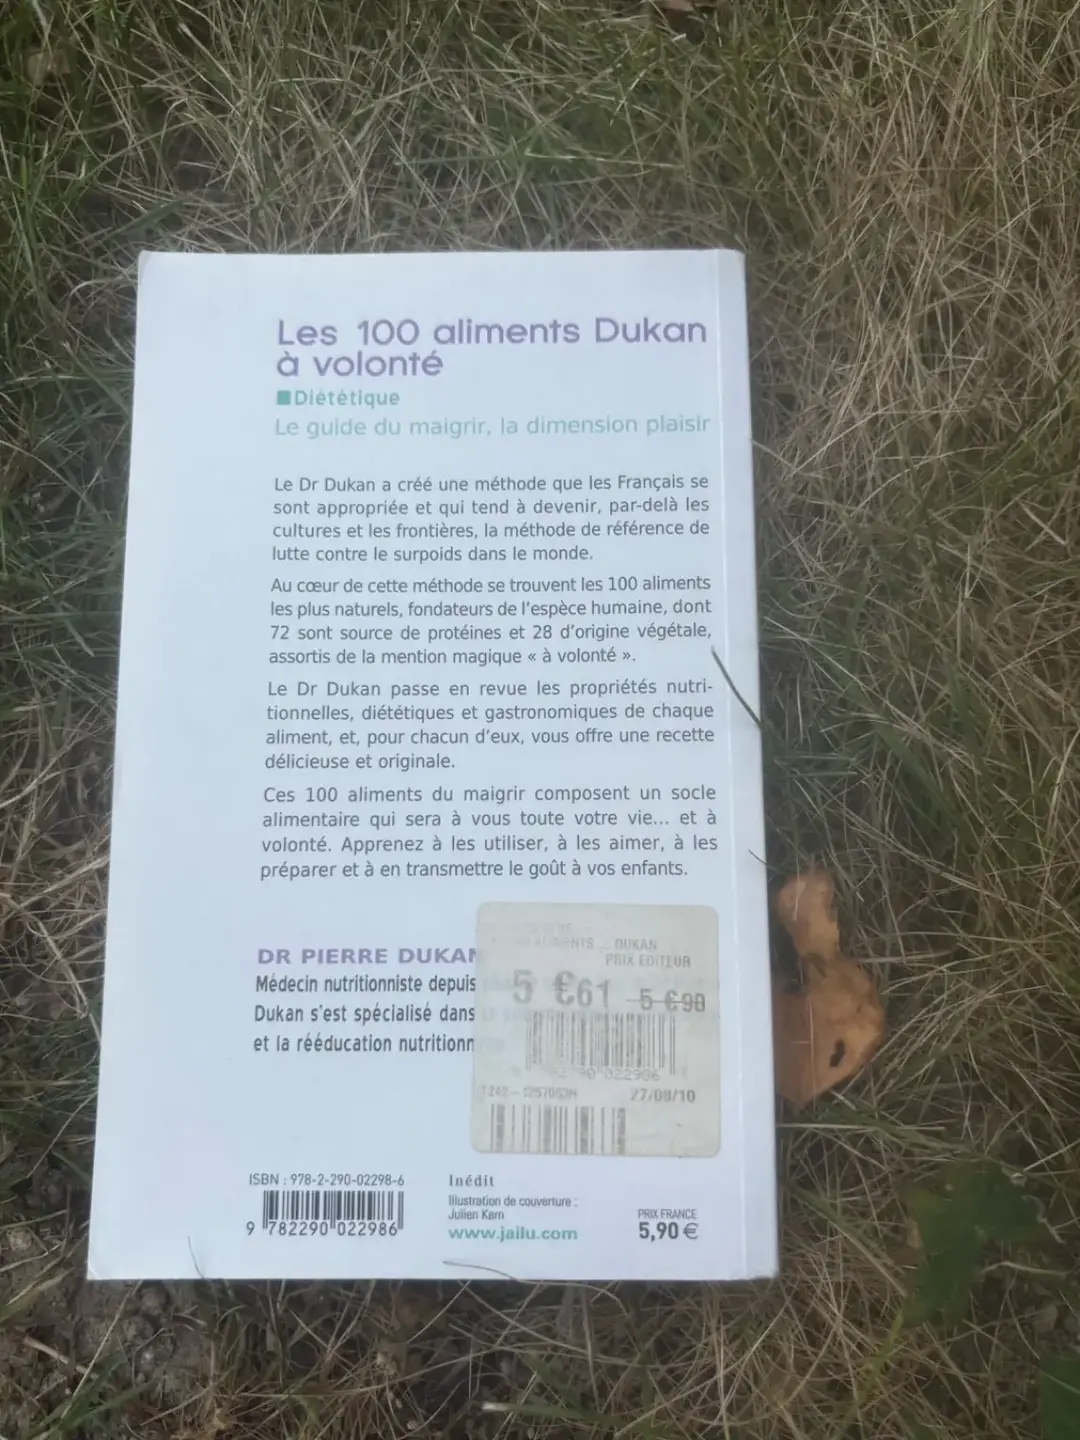 Les 100 aliments Dukan
à volonté
Diététique
Le guide du maigrir, la dimension plaisir
Le Dr Dukan a créé une méthode que les Français se
sont appropriée et qui tend à devenir, par-delà les
cultures et les frontières, la méthode de référence de
lutte contre le surpoids dans le monde.
Au cœur de cette méthode se trouvent les 100 aliments
les plus naturels, fondateurs de l'espèce humaine, dont
72 sont source de protéines et 28 d'origine végétale,
assortis de la mention magique « à volonté ».
Le Dr Dukan passe en revue les propriétés nutri-
tionnelles, diététiques et gastronomiques de chaque
aliment, et, pour chacun d'eux, vous offre une recette
délicieuse et originale.
Ces 100 aliments du maigrir composent un socle
alimentaire qui sera à vous toute votre vie... et à
volonté. Apprenez à les utiliser, à les aimer, à les
préparer et à en transmettre le goût à vos enfants.
DR PIERRE DUKAN
Médecin nutritionniste depuis
Dukan s'est spécialisé dans
et la rééducation nutritionn
ALIMENTS ... DUKAN
PRIX EDITEUR
5 €61 5 €90
27/08/10
ISBN : 978-2-290-02298-6
9 782290 022986
Inédit
Illustration de couverture :
Julien Kam
www.jailu.com
PRIX FRANCE
5,90 €